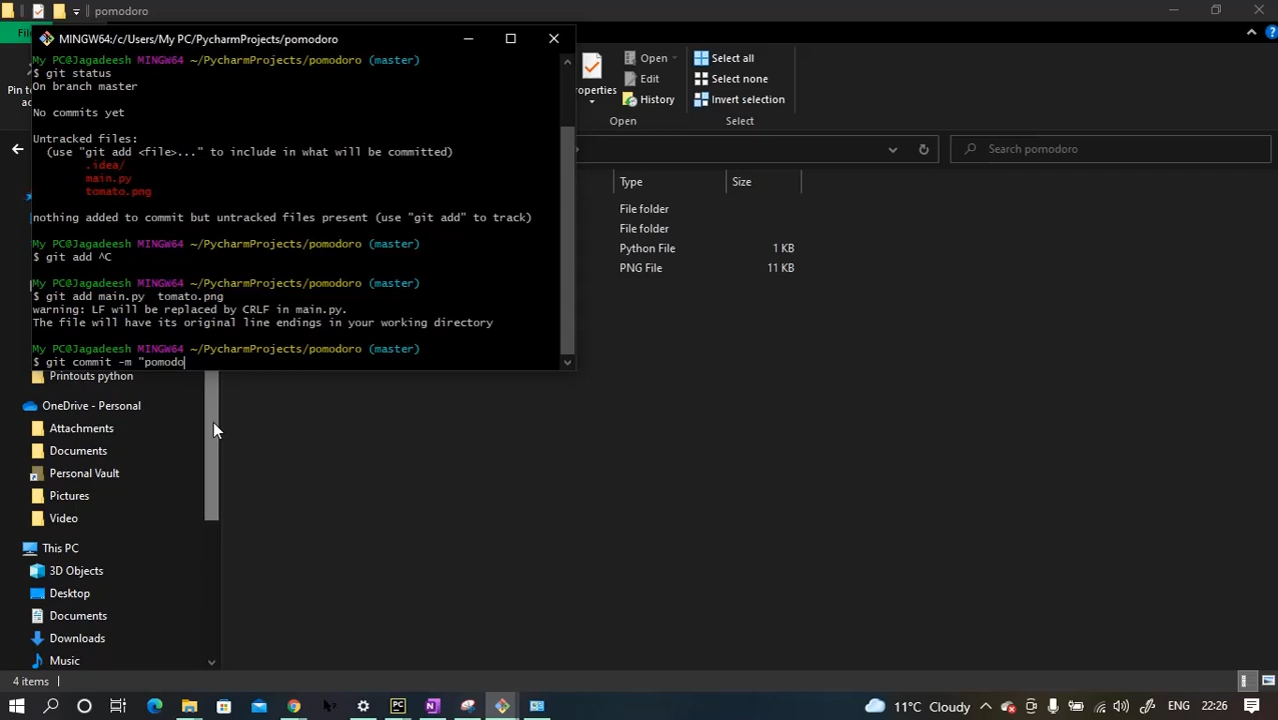 pomodoro
MINGW64:/c/Users/My PC/PycharmProjects/pomodoro
My PC@Jagadeesh MINGW64 ~/PycharmProjects/pomodoro (master)
$ git status
On branch master
No commits yet
Untracked files:
(use "git add <file>..." to include in what will be committed)
.idea/
main.py
tomato.png
nothing added to commit but untracked files present (use "git add" to track)
My PC@Jagadeesh MINGW64 ~/PycharmProjects/pomodoro (master)
$ git add ^C
My PC@Jagadeesh MINGW64 ~/PycharmProjects/pomodoro (master)
$ git add main.py  tomato.png
warning: LF will be replaced by CRLF in main.py.
The file will have its original line endings in your working directory
My PC@Jagadeesh MINGW64 ~/PycharmProjects/pomodoro (master)
$ git commit -m "pomodo
Pin to
roperties
Open
Edit
History
Open
Select all
Select none
Invert selection
Select
Search pomodoro
Type
Size
File folder
File folder
Python File
1 KB
PNG File
11 KB
Printouts python
OneDrive - Personal
Attachments
Documents
Personal Vault
Pictures
Video
This PC
3D Objects
Desktop
Documents
Downloads
Music
4 items
11°C Cloudy
ENG
22:26